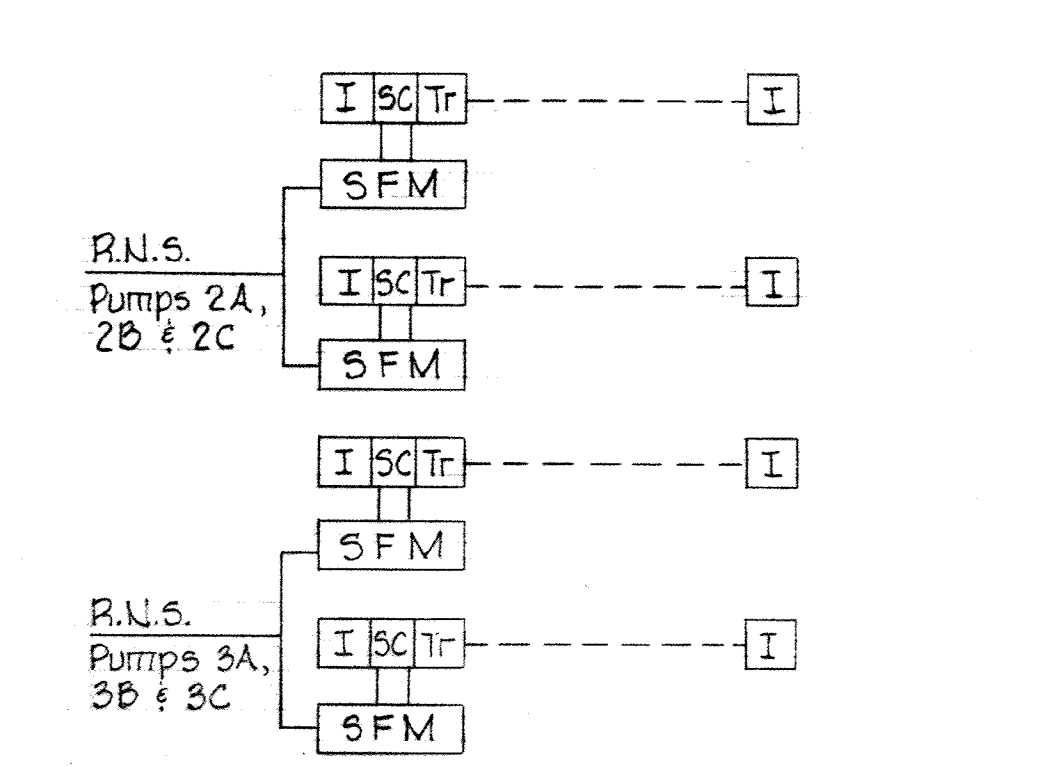 I SC Tr I
SFM
R.N.S.
Pumps 2A,
2B & 2C
I SC Tr I
SFM
I SC Tr I
SFM
R.N.S.
Pumps 3A,
3B & 3C
I SC Tr I
SFM